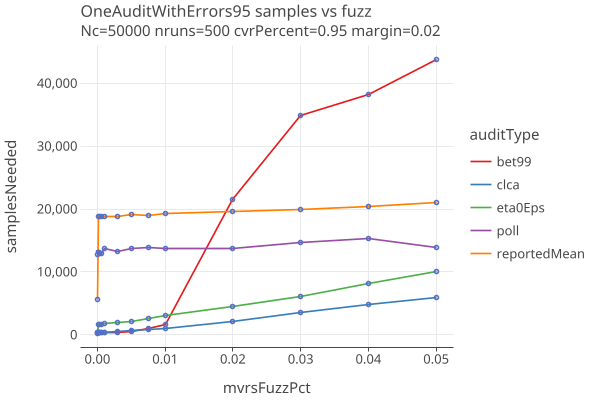 OneAuditWithErrors95 samples vs fuzz
Nc=50000 nruns=500 cvrPercent=0.95 margin=0.02
samplesNeeded
40,000
30,000
20,000
10,000
0
0.00
0.01
0.02
0.03
0.04
0.05
mvrsFuzzPct
auditType
bet99
clca
eta0Eps
poll
reportedMean